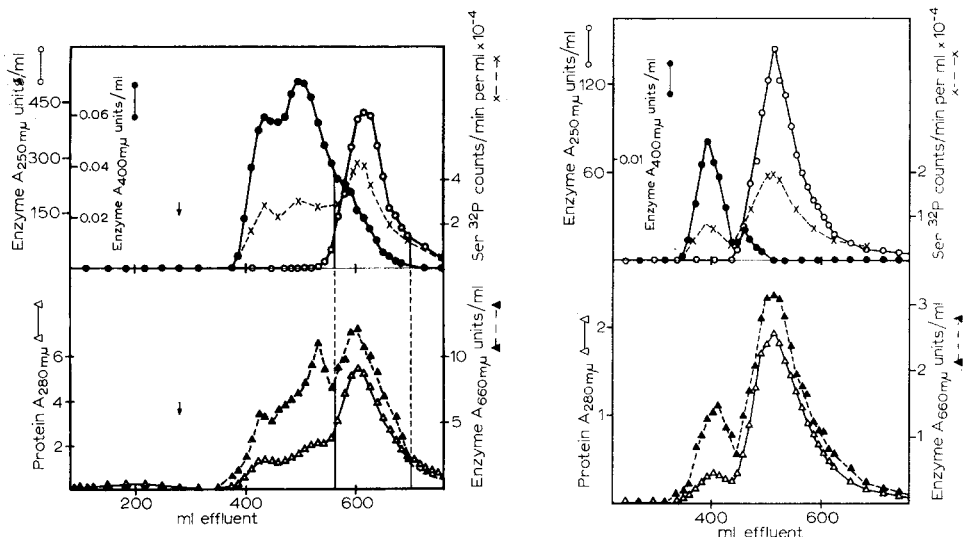 Enzyme A250mμ units/ml
450
300
150
Enzyme A400mμ units/ml
0.06
0.04
0.02
Ser 32P counts/min per ml x 10-4
4
2
Protein A280mμ
6
4
2
Enzyme A660mμ units/ml
10
5
200
400
600
ml effluent
Enzyme A250mμ units/ml
120
60
Enzyme A400mμ units/ml
0.01
Ser 32P counts/min per ml x 10-4
2
1
Protein A280mμ
2
1
Enzyme A660mμ units/ml
3
2
1
400
600
ml effluent